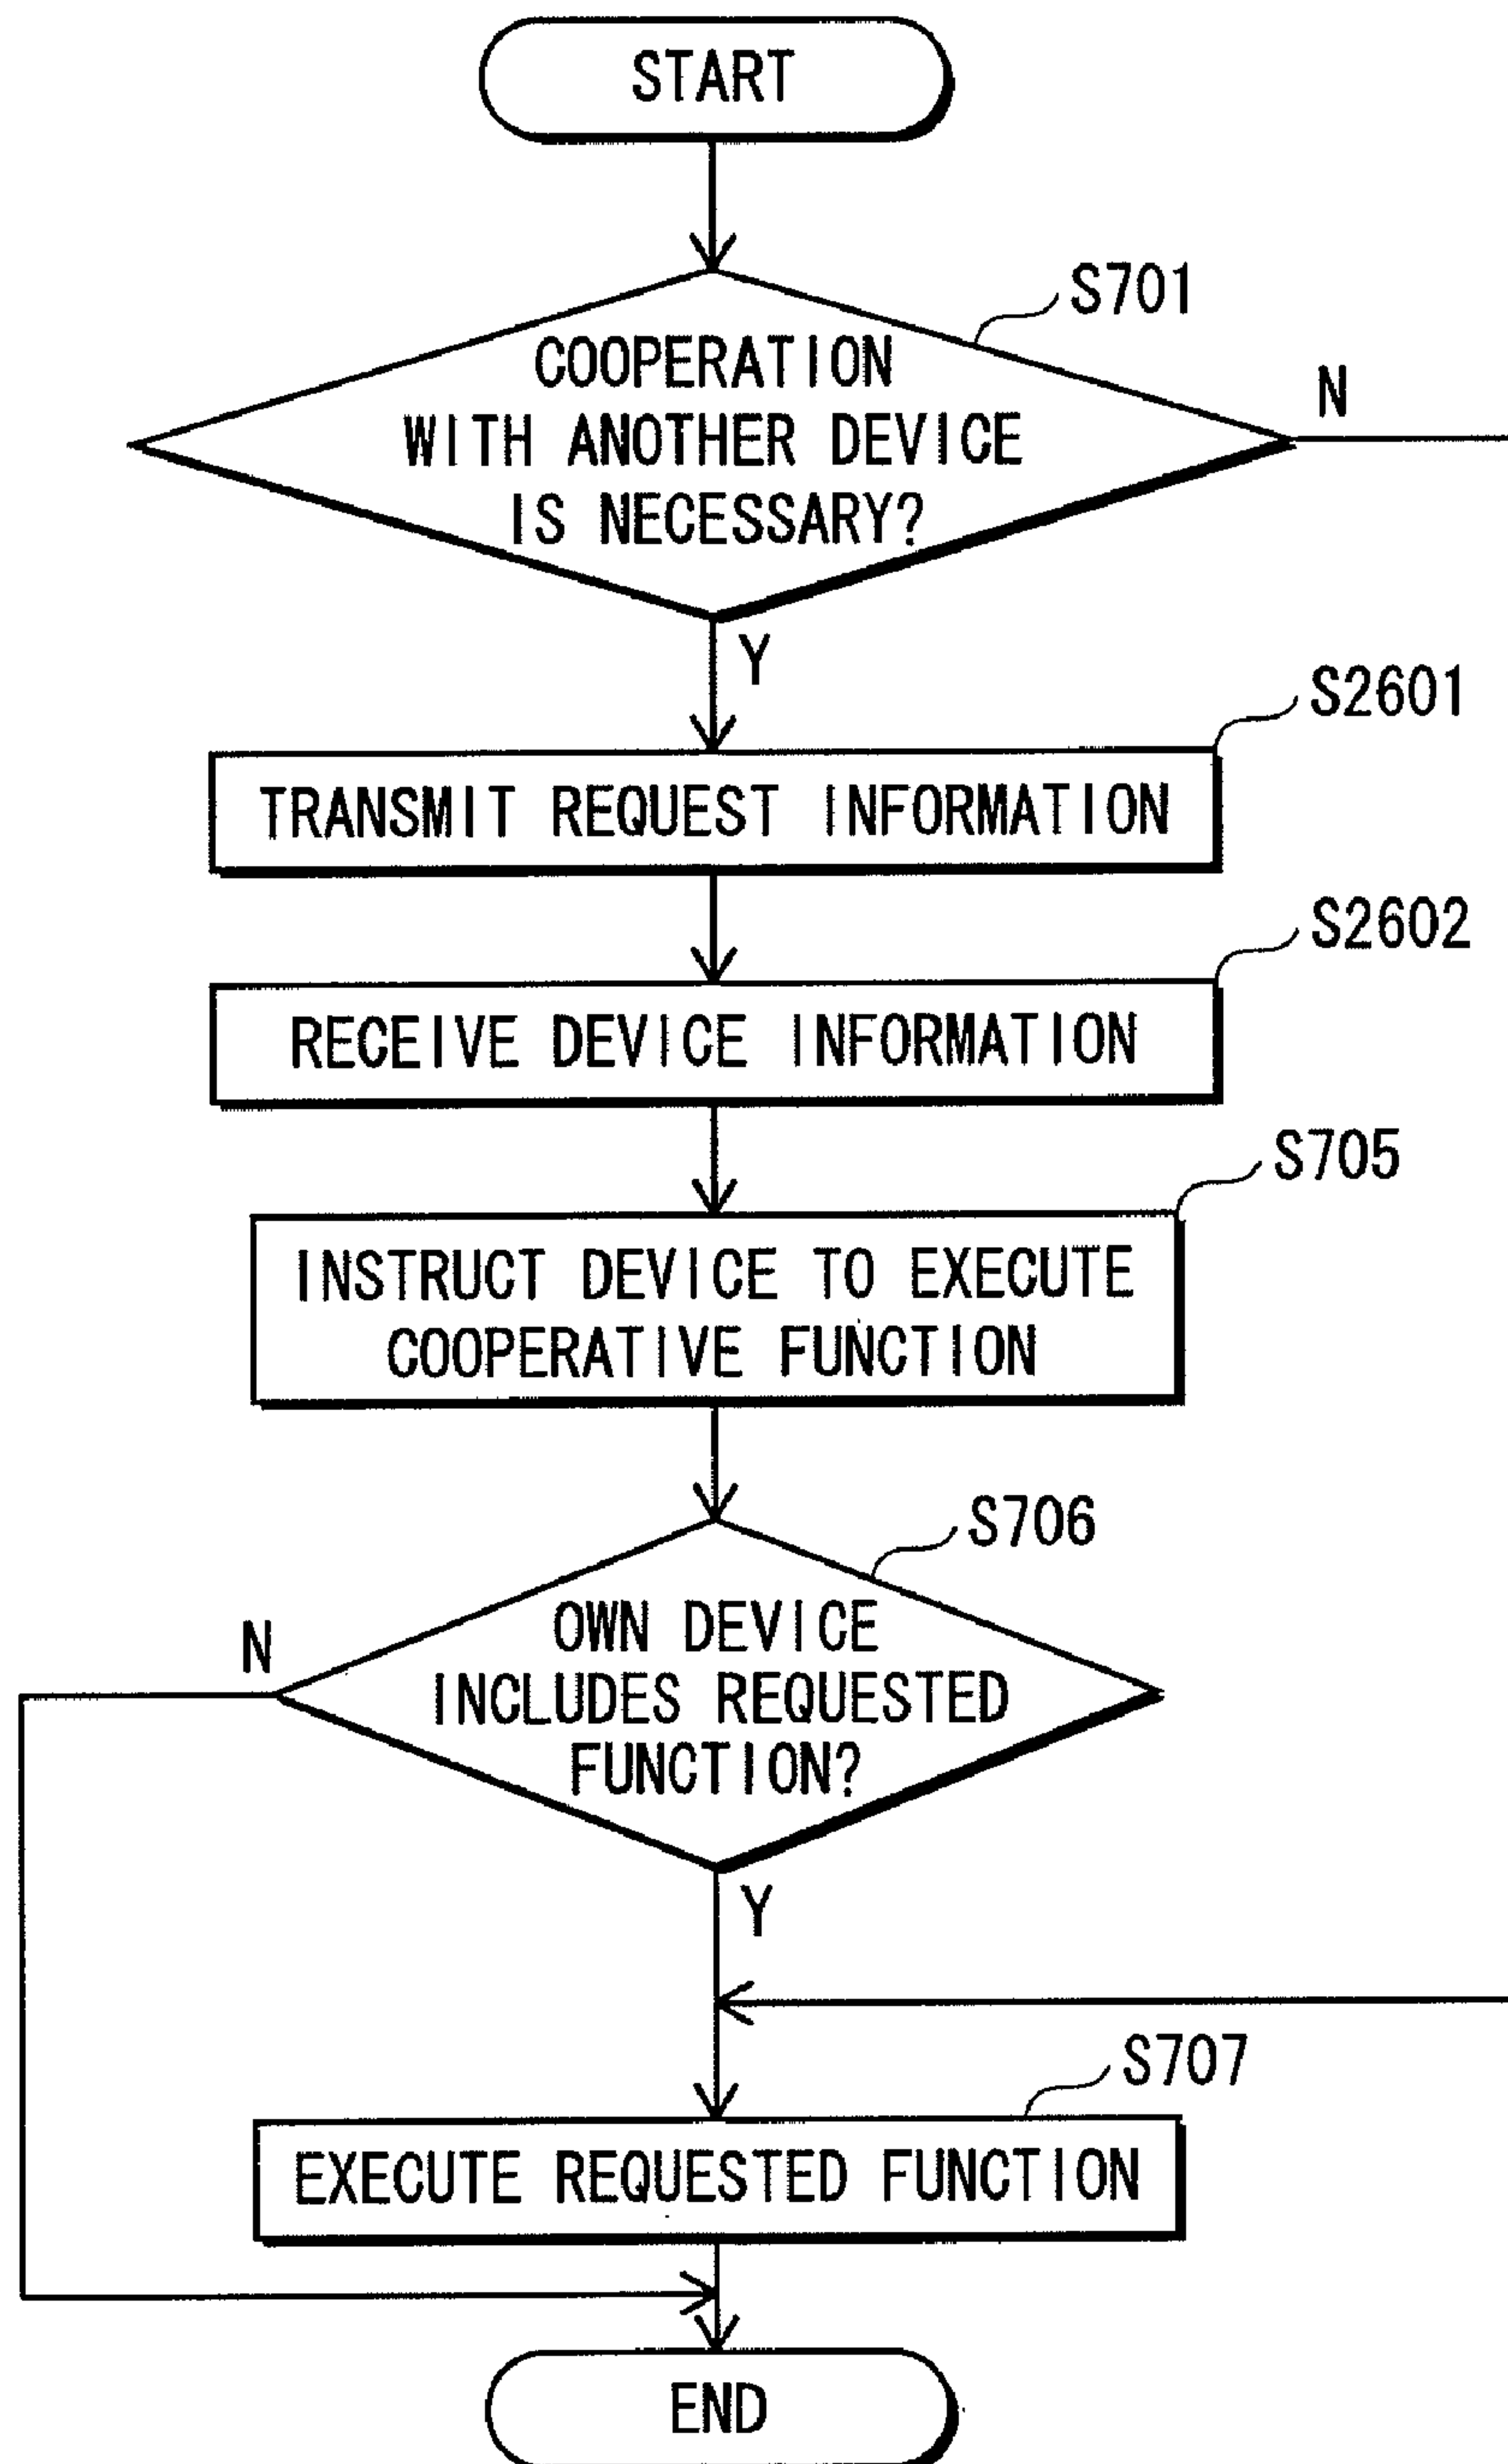 START
S701
COOPERATION
WITH ANOTHER DEVICE
IS NECESSARY?
N
Y
S2601
TRANSMIT REQUEST INFORMATION
S2602
RECEIVE DEVICE INFORMATION
S705
INSTRUCT DEVICE TO EXECUTE
COOPERATIVE FUNCTION
S706
OWN DEVICE
INCLUDES REQUESTED
FUNCTION?
N
Y
S707
EXECUTE REQUESTED FUNCTION
END